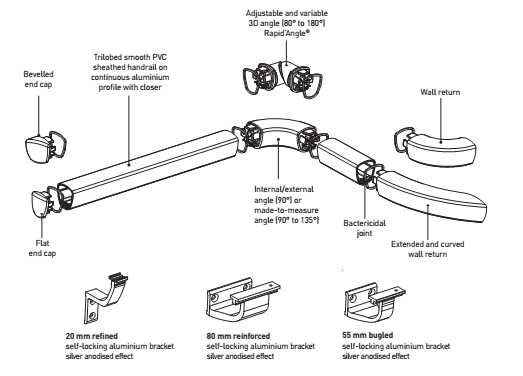 Adjustable and variable
3D angle (80° to 180°)
Rapid'Angle®
Trilobed smooth PVC
sheathed handrail on
continuous aluminium
profile with closer
Bevelled
end cap
Wall return
Internal/external
angle (90°) or
made-to-measure
angle (90° to 135°)
Bactericidal
joint
Flat
end cap
Extended and curved
wall return
20 mm refined
self-locking aluminium bracket
silver anodised effect
80 mm reinforced
self-locking aluminium bracket
silver anodised effect
55 mm bugled
self-locking aluminium bracket
silver anodised effect